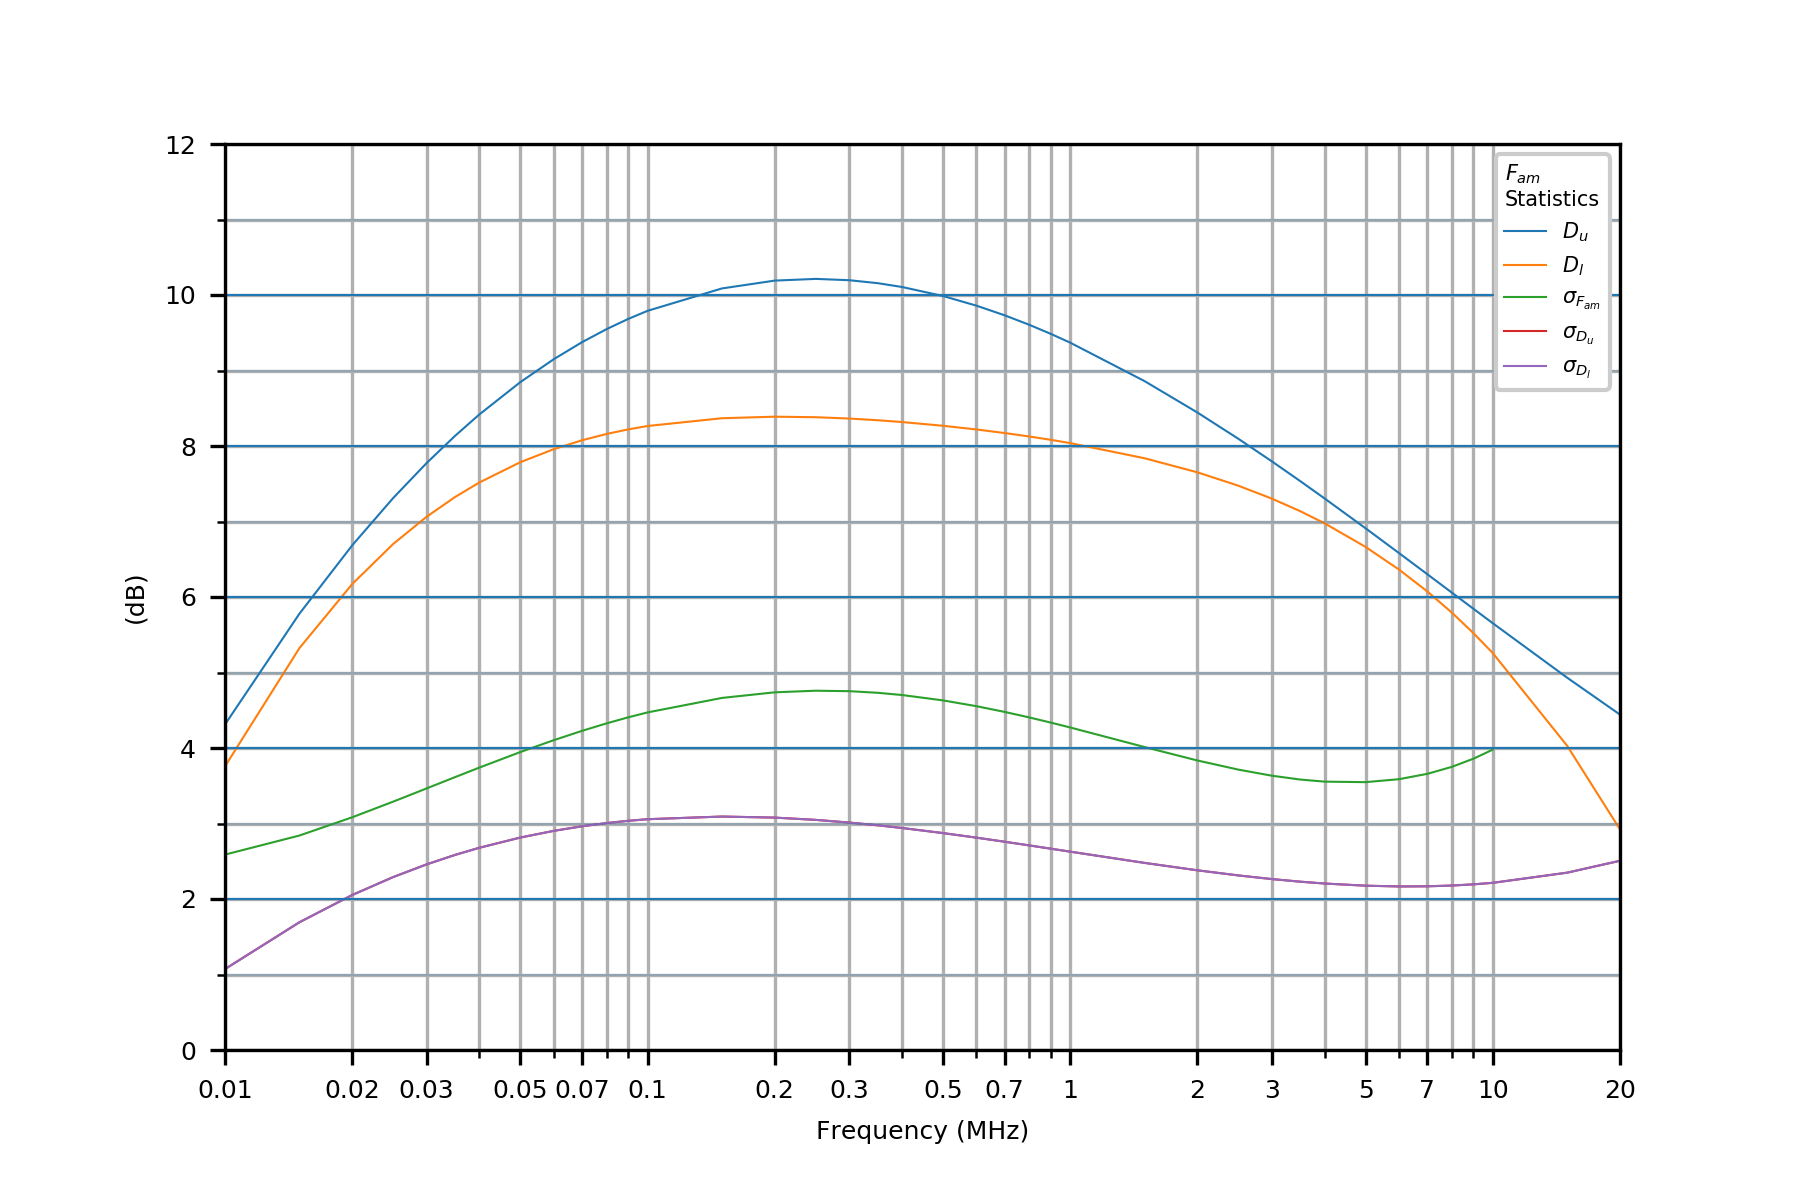 12
10
8
6
4
2
0
(dB)
0.01 0.02 0.03 0.05 0.07 0.1 0.2 0.3 0.5 0.7 1 2 3 5 7 10 20
Frequency (MHz)
F_am
Statistics
D_u
D_l
σ_F_am
σ_D_u
σ_D_l